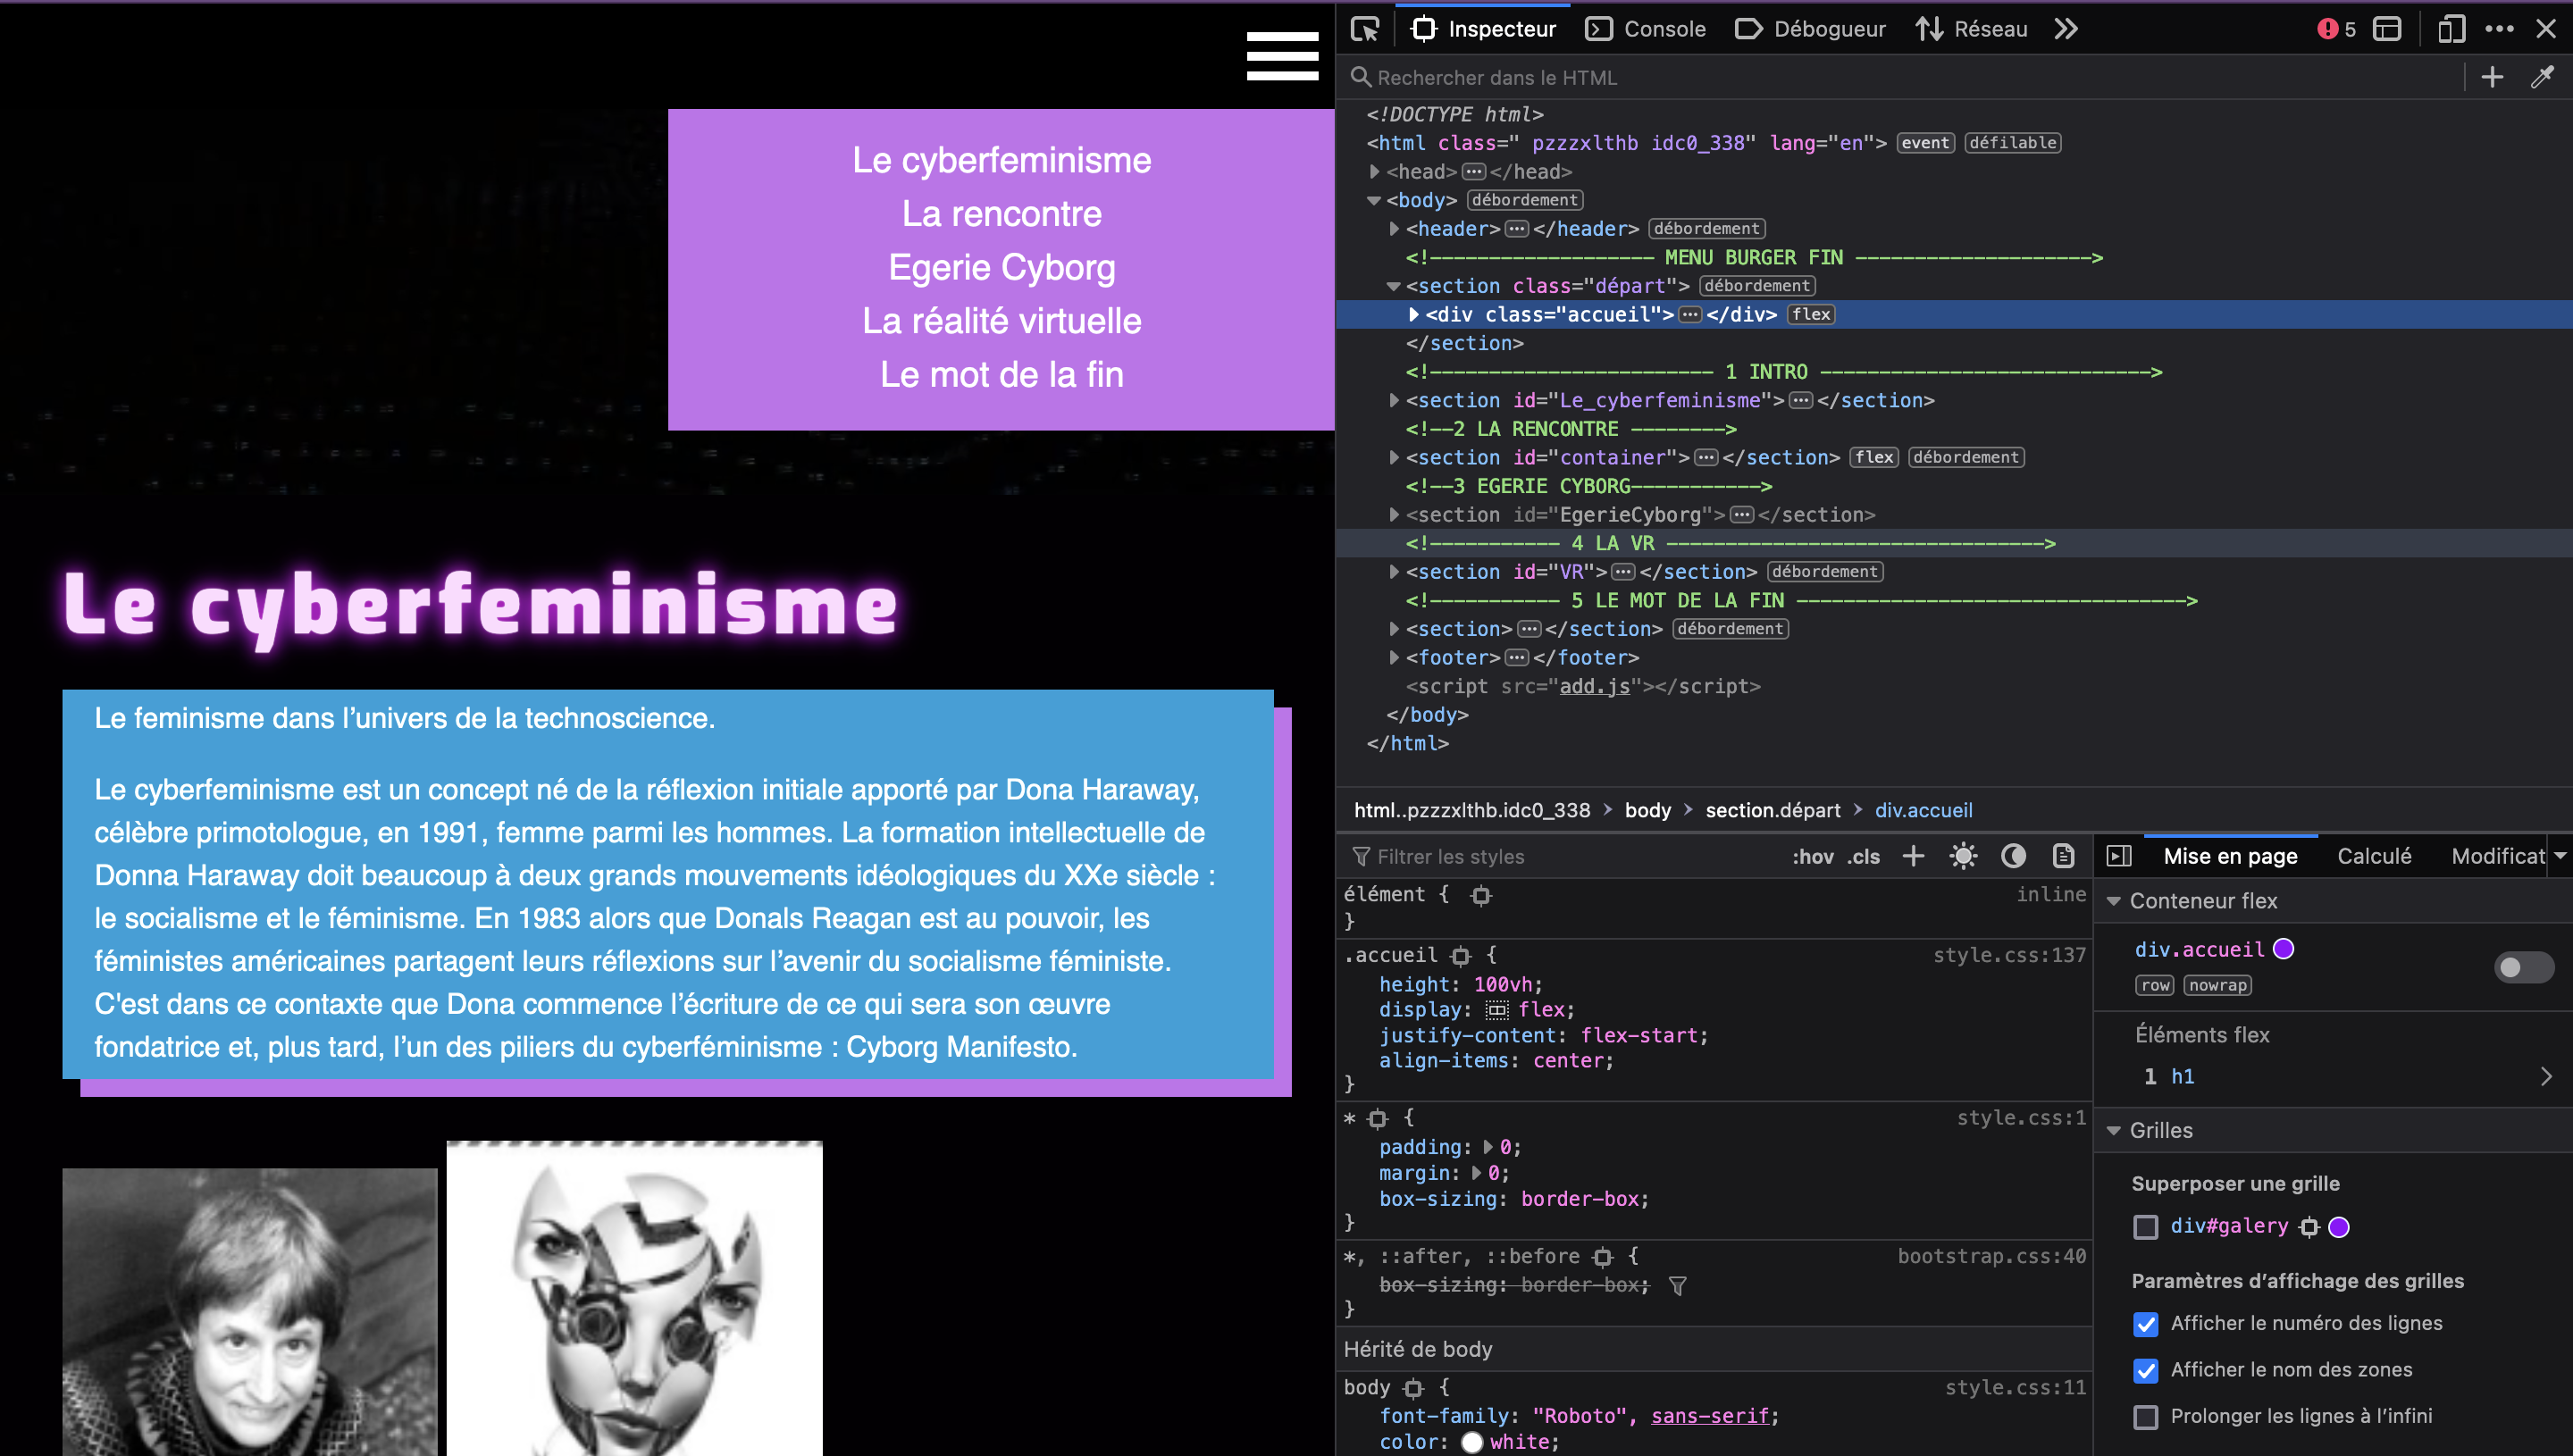 Le cyberfeminisme
La rencontre
Egerie Cyborg
La réalité virtuelle
Le mot de la fin
Le cyberfeminisme
Le feminisme dans l’univers de la technoscience.
Le cyberfeminisme est un concept né de la réflexion initiale apporté par Dona Haraway,
célèbre primotologue, en 1991, femme parmi les hommes. La formation intellectuelle de
Donna Haraway doit beaucoup à deux grands mouvements idéologiques du XXe siècle :
le socialisme et le féminisme. En 1983 alors que Donals Reagan est au pouvoir, les
féministes américaines partagent leurs réflexions sur l’avenir du socialisme féministe.
C'est dans ce contaxte que Dona commence l’écriture de ce qui sera son œuvre
fondatrice et, plus tard, l’un des piliers du cyberféminisme : Cyborg Manifesto.
Inspecteur Console Débogueur Réseau 5
Rechercher dans le HTML
<!DOCTYPE html>
<html class=" pzzzxlthb idc0_338" lang="en"> event défilable
<head>···</head>
<body> débordement
<header>···</header> débordement
<!------------------- MENU BURGER FIN -------------------->
<section class="départ"> débordement
<div class="accueil">···</div> flex
</section>
<!------------------------ 1 INTRO ---------------------------->
<section id="Le_cyberfeminisme">···</section>
<!--2 LA RENCONTRE -------->
<section id="container">···</section> flex débordement
<!--3 EGERIE CYBORG----------->
<section id="EgerieCyborg">···</section>
<!----------- 4 LA VR -------------------------------->
<section id="VR">···</section> débordement
<!----------- 5 LE MOT DE LA FIN --------------------------------->
<section>···</section> débordement
<footer>···</footer>
<script src="add.js"></script>
</body>
</html>
html..pzzzxlthb.idc0_338 > body > section.départ > div.accueil
Filtrer les styles :hov .cls +
élément { inline
}
.accueil { style.css:137
height: 100vh;
display: flex;
justify-content: flex-start;
align-items: center;
}
* { style.css:1
padding: 0;
margin: 0;
box-sizing: border-box;
}
*, ::after, ::before { bootstrap.css:40
box-sizing: border-box;
}
Hérité de body
body { style.css:11
font-family: "Roboto", sans-serif;
color: white;
Mise en page Calculé Modificat
Conteneur flex
div.accueil
row nowrap
Éléments flex
1 h1
Grilles
Superposer une grille
div#galery
Paramètres d’affichage des grilles
Afficher le numéro des lignes
Afficher le nom des zones
Prolonger les lignes à l’infini